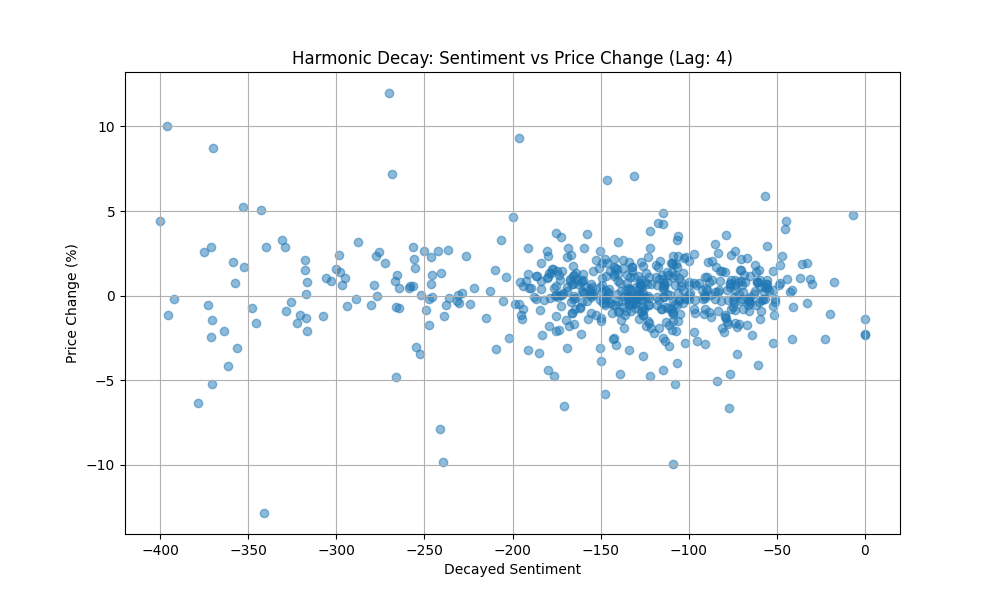 Harmonic Decay: Sentiment vs Price Change (Lag: 4)
Price Change (%)
10
5
0
−5
−10
−400 −350 −300 −250 −200 −150 −100 −50 0
Decayed Sentiment